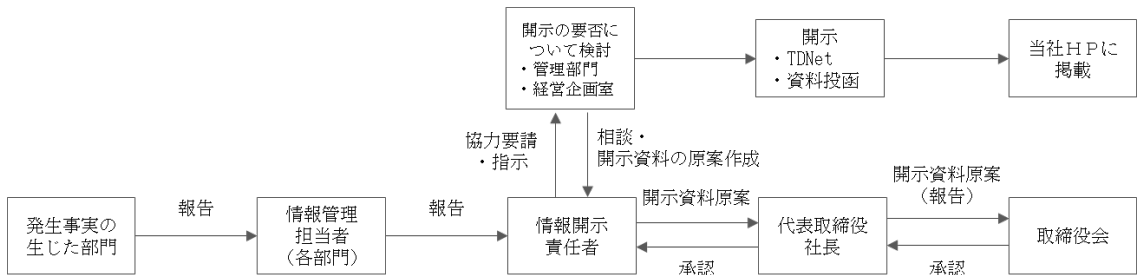 開示の要否に
ついて検討
・管理部門
・経営企画室
開示
・TDNet
・資料投函
当社ＨＰに
掲載
協力要請
・指示
相談・
開示資料の原案作成
発生事実の
生じた部門
報告
情報管理
担当者
（各部門）
報告
情報開示
責任者
開示資料原案
承認
代表取締役
社長
開示資料原案
（報告）
承認
取締役会